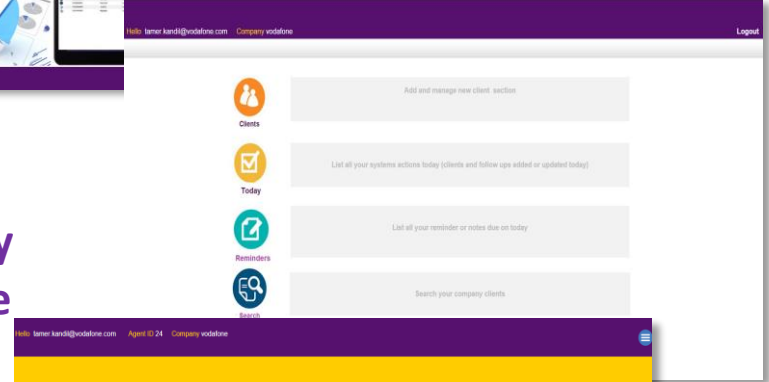 Hello tamer.kandil@vodafone.com Company vodafone Logout
Add and manage new client section
Clients
List all your systems actions today (clients and follow ups added or updated today)
Today
List all your reminder or notes due on today
Reminders
Search your company clients
Search
y
e
Hello tamer.kandil@vodafone.com Agent ID 24 Company vodafone